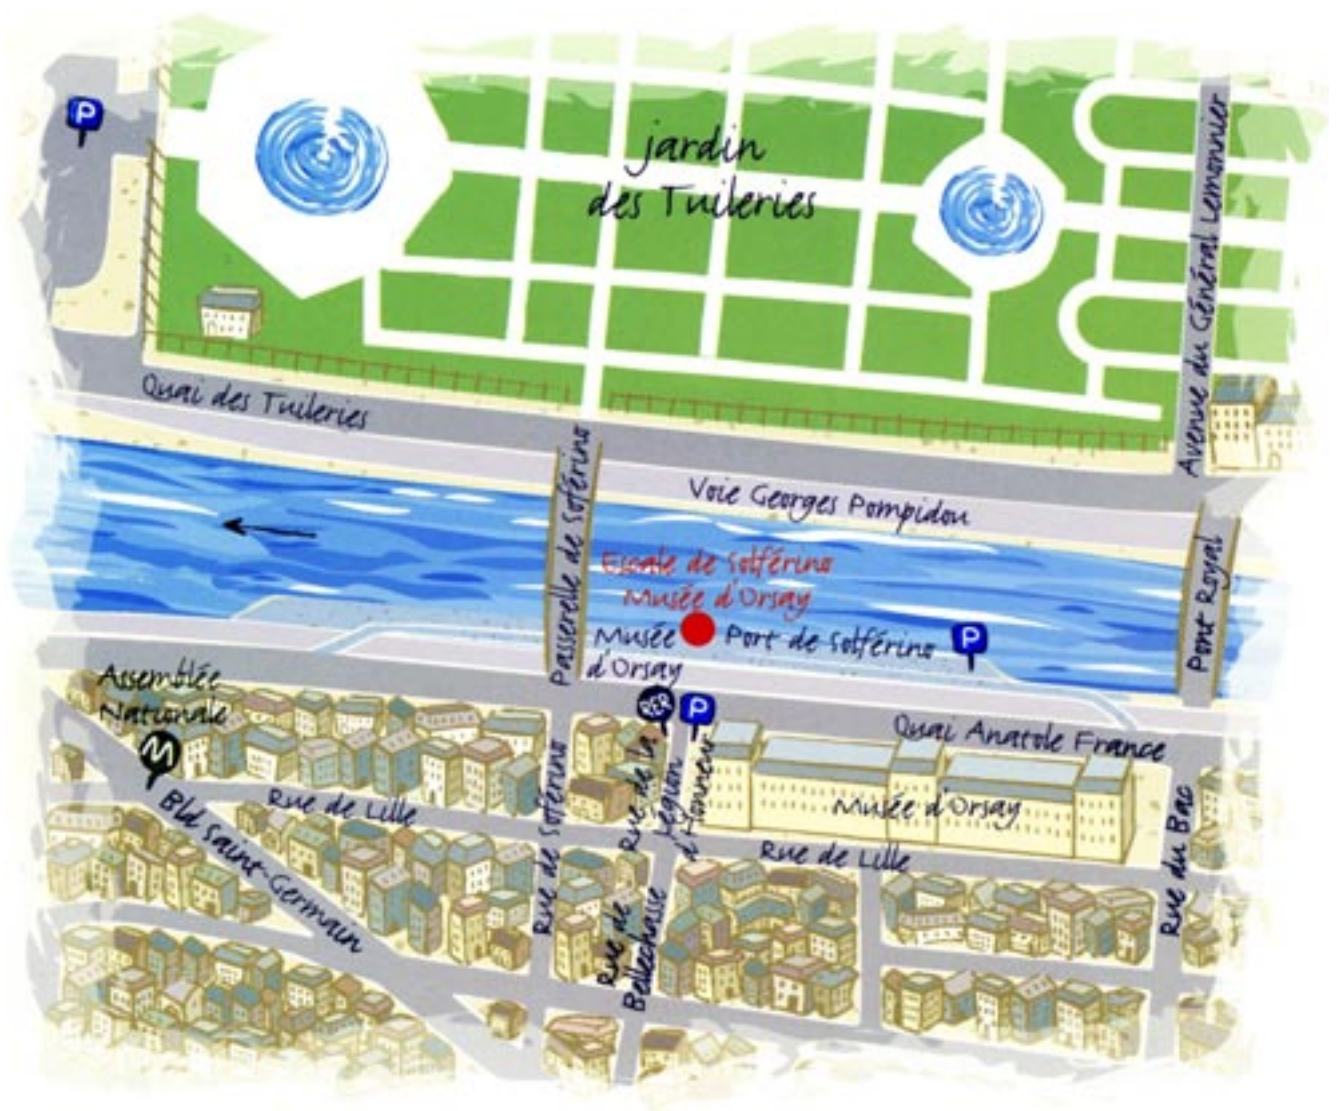 P
jardin
des Tuileries
Avenue du Général Lemonnier
Quai des Tuileries
Voie Georges Pompidou
Passerelle de Solférino
Escale de Solférino
Musée d'Orsay
Pont Royal
Musée
d'Orsay
Port de Solférino
P
Assemblée
Nationale
M
RER
P
Quai Anatole France
Rue de Lille
Bld Saint-Germain
Rue de Solférino
Rue de la
Légion
d'Honneur
Musée d'Orsay
Rue de Lille
Rue du Bac
Rue de
Bellechasse